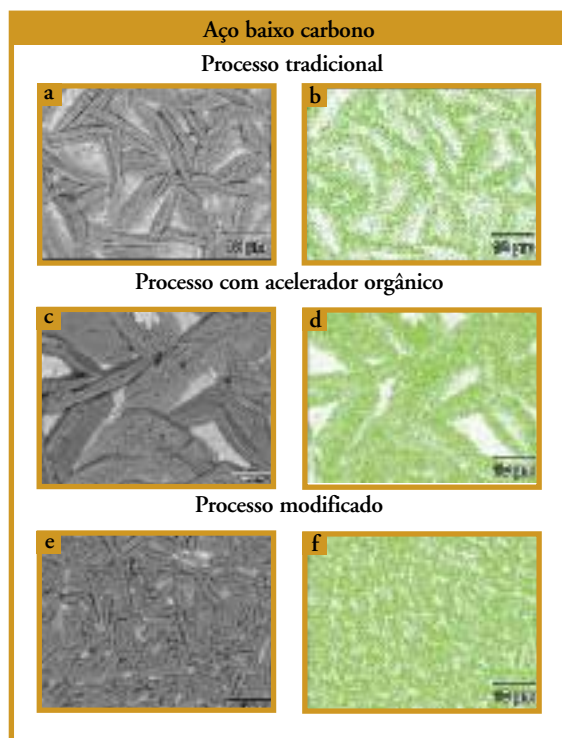 Aço baixo carbono
Processo tradicional
a
b
Processo com acelerador orgânico
c
d
Processo modificado
e
f